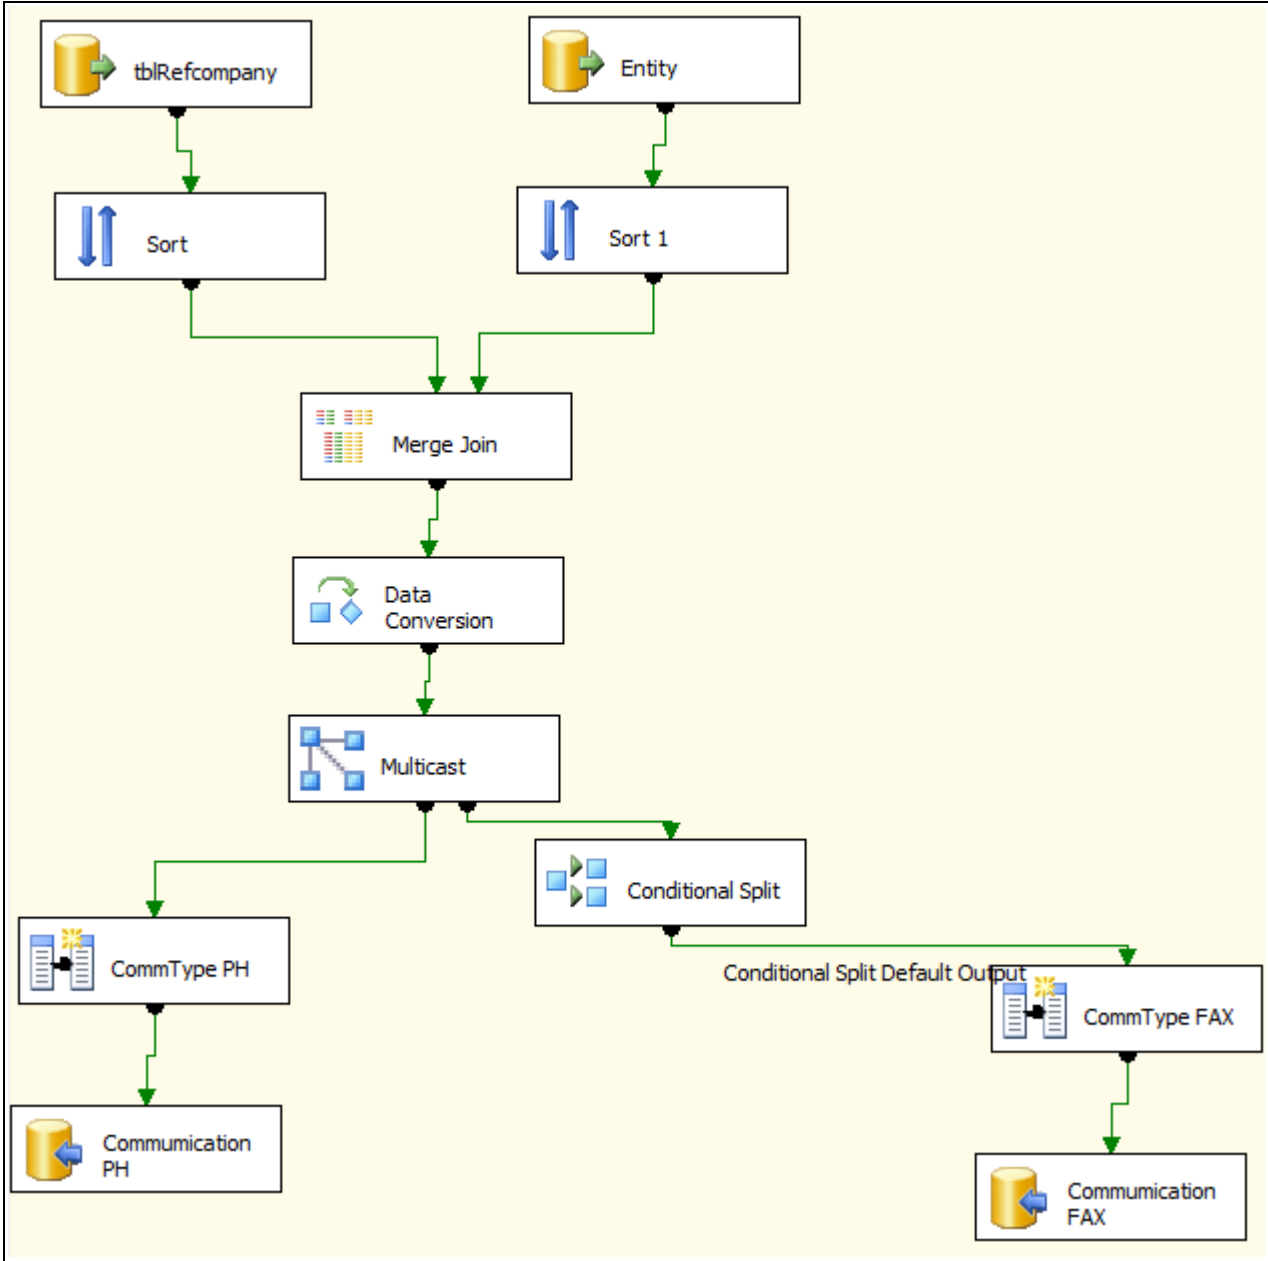 tblRefcompany
Entity
Sort
Sort 1
Merge Join
Data
Conversion
Multicast
Conditional Split
CommType PH
Conditional Split Default Output
CommType FAX
Commumication
PH
Commumication
FAX